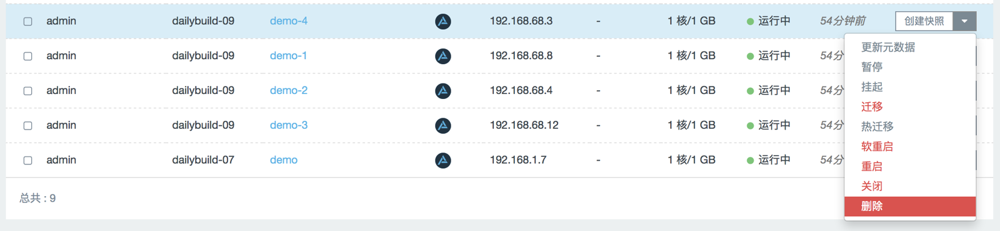 admin dailybuild-09 demo-4 192.168.68.3 - 1 核/1 GB 运行中 54分钟前 创建快照
更新元数据
admin dailybuild-09 demo-1 192.168.68.8 - 1 核/1 GB 运行中 54分
暂停
挂起
admin dailybuild-09 demo-2 192.168.68.4 - 1 核/1 GB 运行中 54分
迁移
热迁移
admin dailybuild-09 demo-3 192.168.68.12 - 1 核/1 GB 运行中 54分
软重启
重启
admin dailybuild-07 demo 192.168.1.7 - 1 核/1 GB 运行中 54分
关闭
删除
总共 : 9